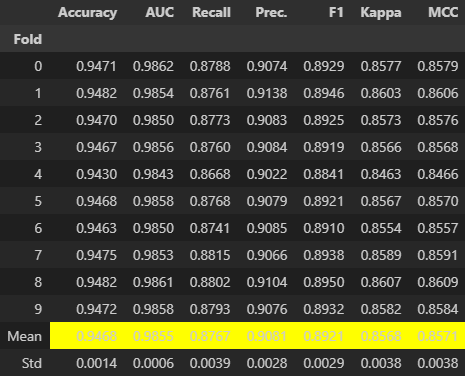 Accuracy AUC Recall Prec. F1 Kappa MCC
Fold
0 0.9471 0.9862 0.8788 0.9074 0.8929 0.8577 0.8579
1 0.9482 0.9854 0.8761 0.9138 0.8946 0.8603 0.8606
2 0.9470 0.9850 0.8773 0.9083 0.8925 0.8573 0.8576
3 0.9467 0.9856 0.8760 0.9084 0.8919 0.8566 0.8568
4 0.9430 0.9843 0.8668 0.9022 0.8841 0.8463 0.8466
5 0.9468 0.9858 0.8768 0.9079 0.8921 0.8567 0.8570
6 0.9463 0.9850 0.8741 0.9085 0.8910 0.8554 0.8557
7 0.9475 0.9853 0.8815 0.9066 0.8938 0.8589 0.8591
8 0.9482 0.9861 0.8802 0.9104 0.8950 0.8607 0.8609
9 0.9472 0.9858 0.8793 0.9076 0.8932 0.8582 0.8584
Mean 0.9468 0.9855 0.8767 0.9081 0.8921 0.8568 0.8571
Std 0.0014 0.0006 0.0039 0.0028 0.0029 0.0038 0.0038